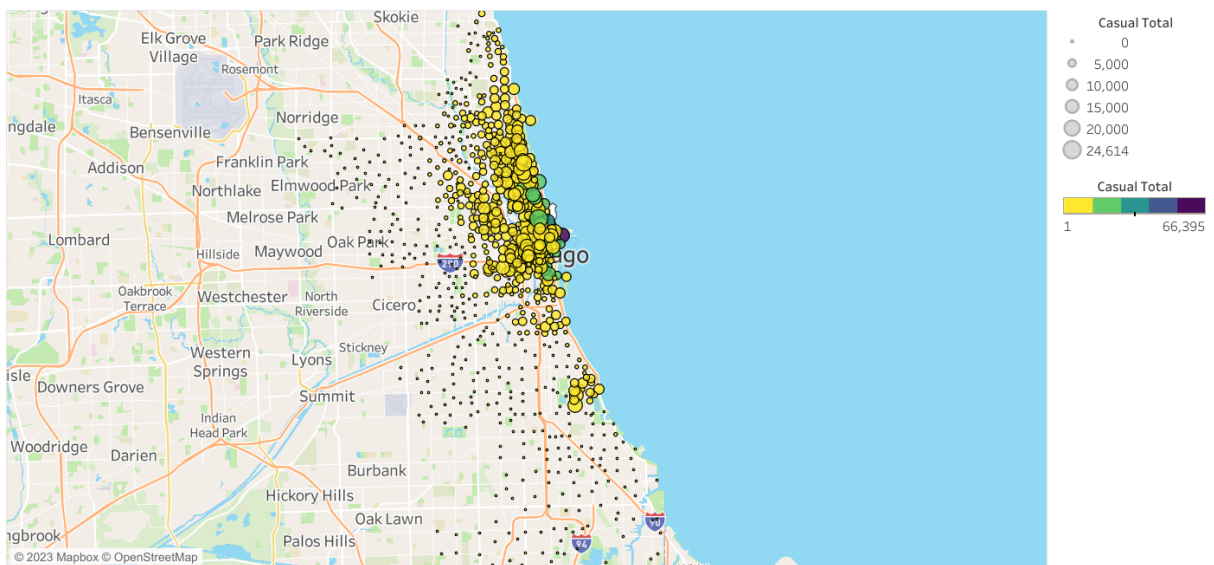 Skokie
Elk Grove
Village
Park Ridge
Rosemont
Itasca
Norridge
ngdale
Bensenville
Addison
Franklin Park
Northlake
Elmwood Park
Melrose Park
Lombard
Oak Park
Hillside
Maywood
ago
290
Oakbrook
Terrace
Westchester
North
Riverside
Cicero
Stickney
Western
Springs
Lyons
isle
Downers Grove
Summit
Indian
Head Park
Woodridge
Darien
Burbank
Hickory Hills
Oak Lawn
90
ngbrook
Palos Hills
94
© 2023 Mapbox © OpenStreetMap
Casual Total
0
5,000
10,000
15,000
20,000
24,614
Casual Total
1
66,395